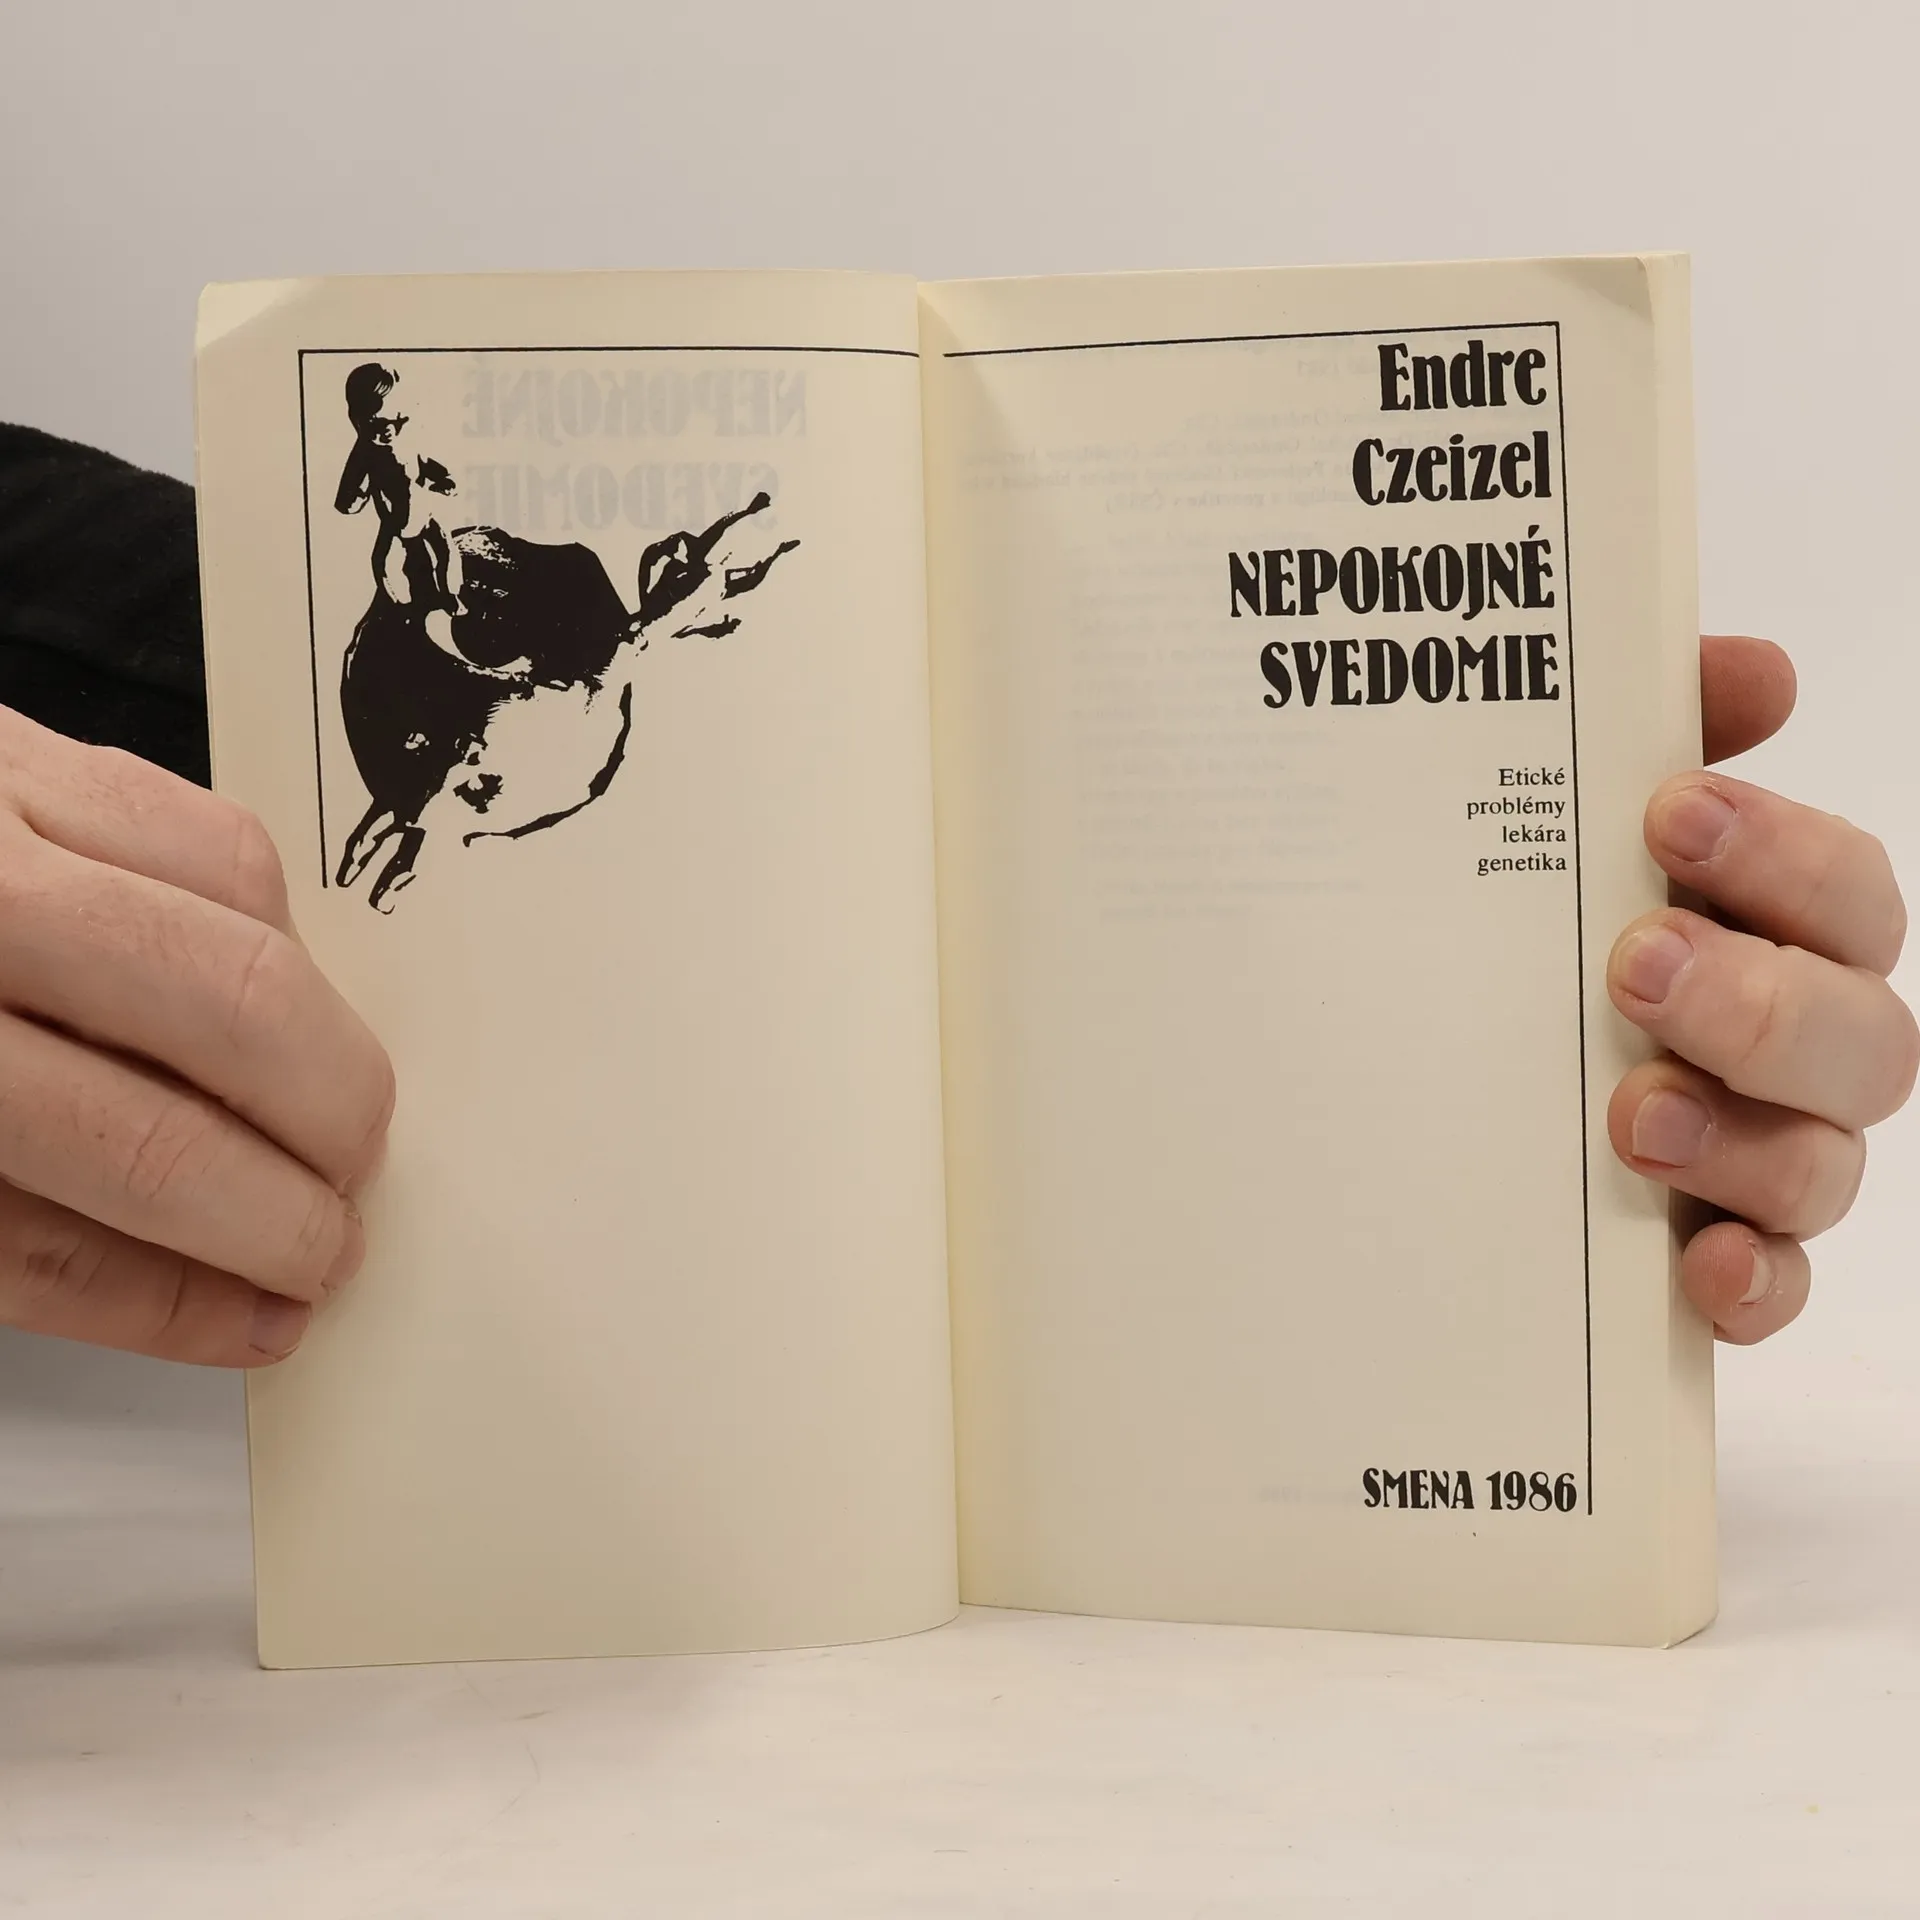 Endre
Czeizel
NEPOKOJNÉ
SVEDOMIE
Etické
problémy
lekára
genetika
SMENA 1986